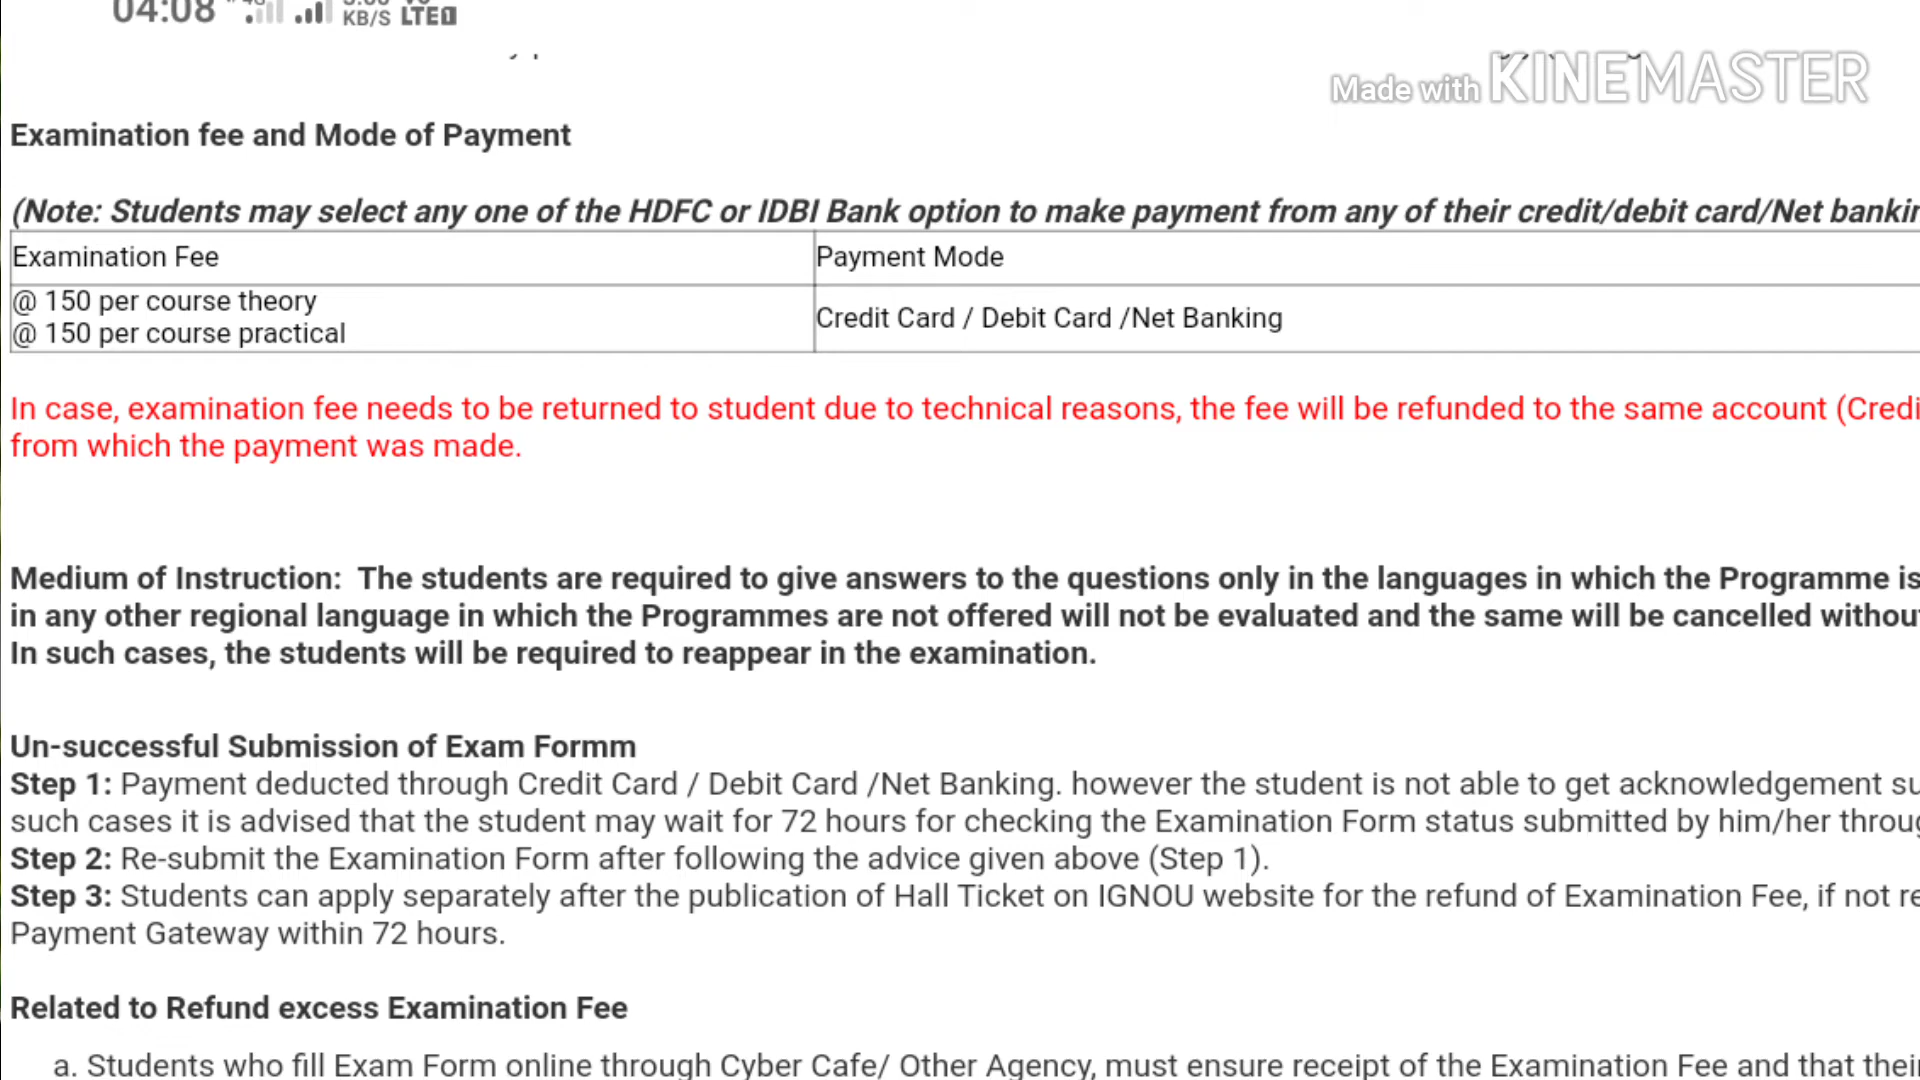 04:08 KB/S LTE
Made with KINEMASTER
Examination fee and Mode of Payment
(Note: Students may select any one of the HDFC or IDBI Bank option to make payment from any of their credit/debit card/Net
Examination Fee Payment Mode
@ 150 per course theory
@ 150 per course practical
Credit Card / Debit Card /Net Banking
In case, examination fee needs to be returned to student due to technical reasons, the fee will be refunded to the same account
from which the payment was made.
Medium of Instruction: The students are required to give answers to the questions only in the languages in which the Programme is
in any other regional language in which the Programmes are not offered will not be evaluated and the same will be cancelled
In such cases, the students will be required to reappear in the examination.
Un-successful Submission of Exam Formm
Step 1: Payment deducted through Credit Card / Debit Card /Net Banking. however the student is not able to get acknowledgement
such cases it is advised that the student may wait for 72 hours for checking the Examination Form status submitted by him/her
Step 2: Re-submit the Examination Form after following the advice given above (Step 1).
Step 3: Students can apply separately after the publication of Hall Ticket on IGNOU website for the refund of Examination Fee, if not
Payment Gateway within 72 hours.
Related to Refund excess Examination Fee
a. Students who fill Exam Form online through Cyber Cafe/ Other Agency, must ensure receipt of the Examination Fee and that